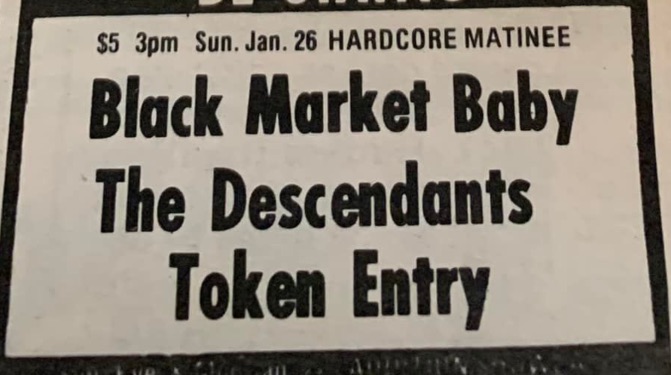 $5 3pm Sun. Jan. 26 HARDCORE MATINEE
Black Market Baby
The Descendants
Token Entry